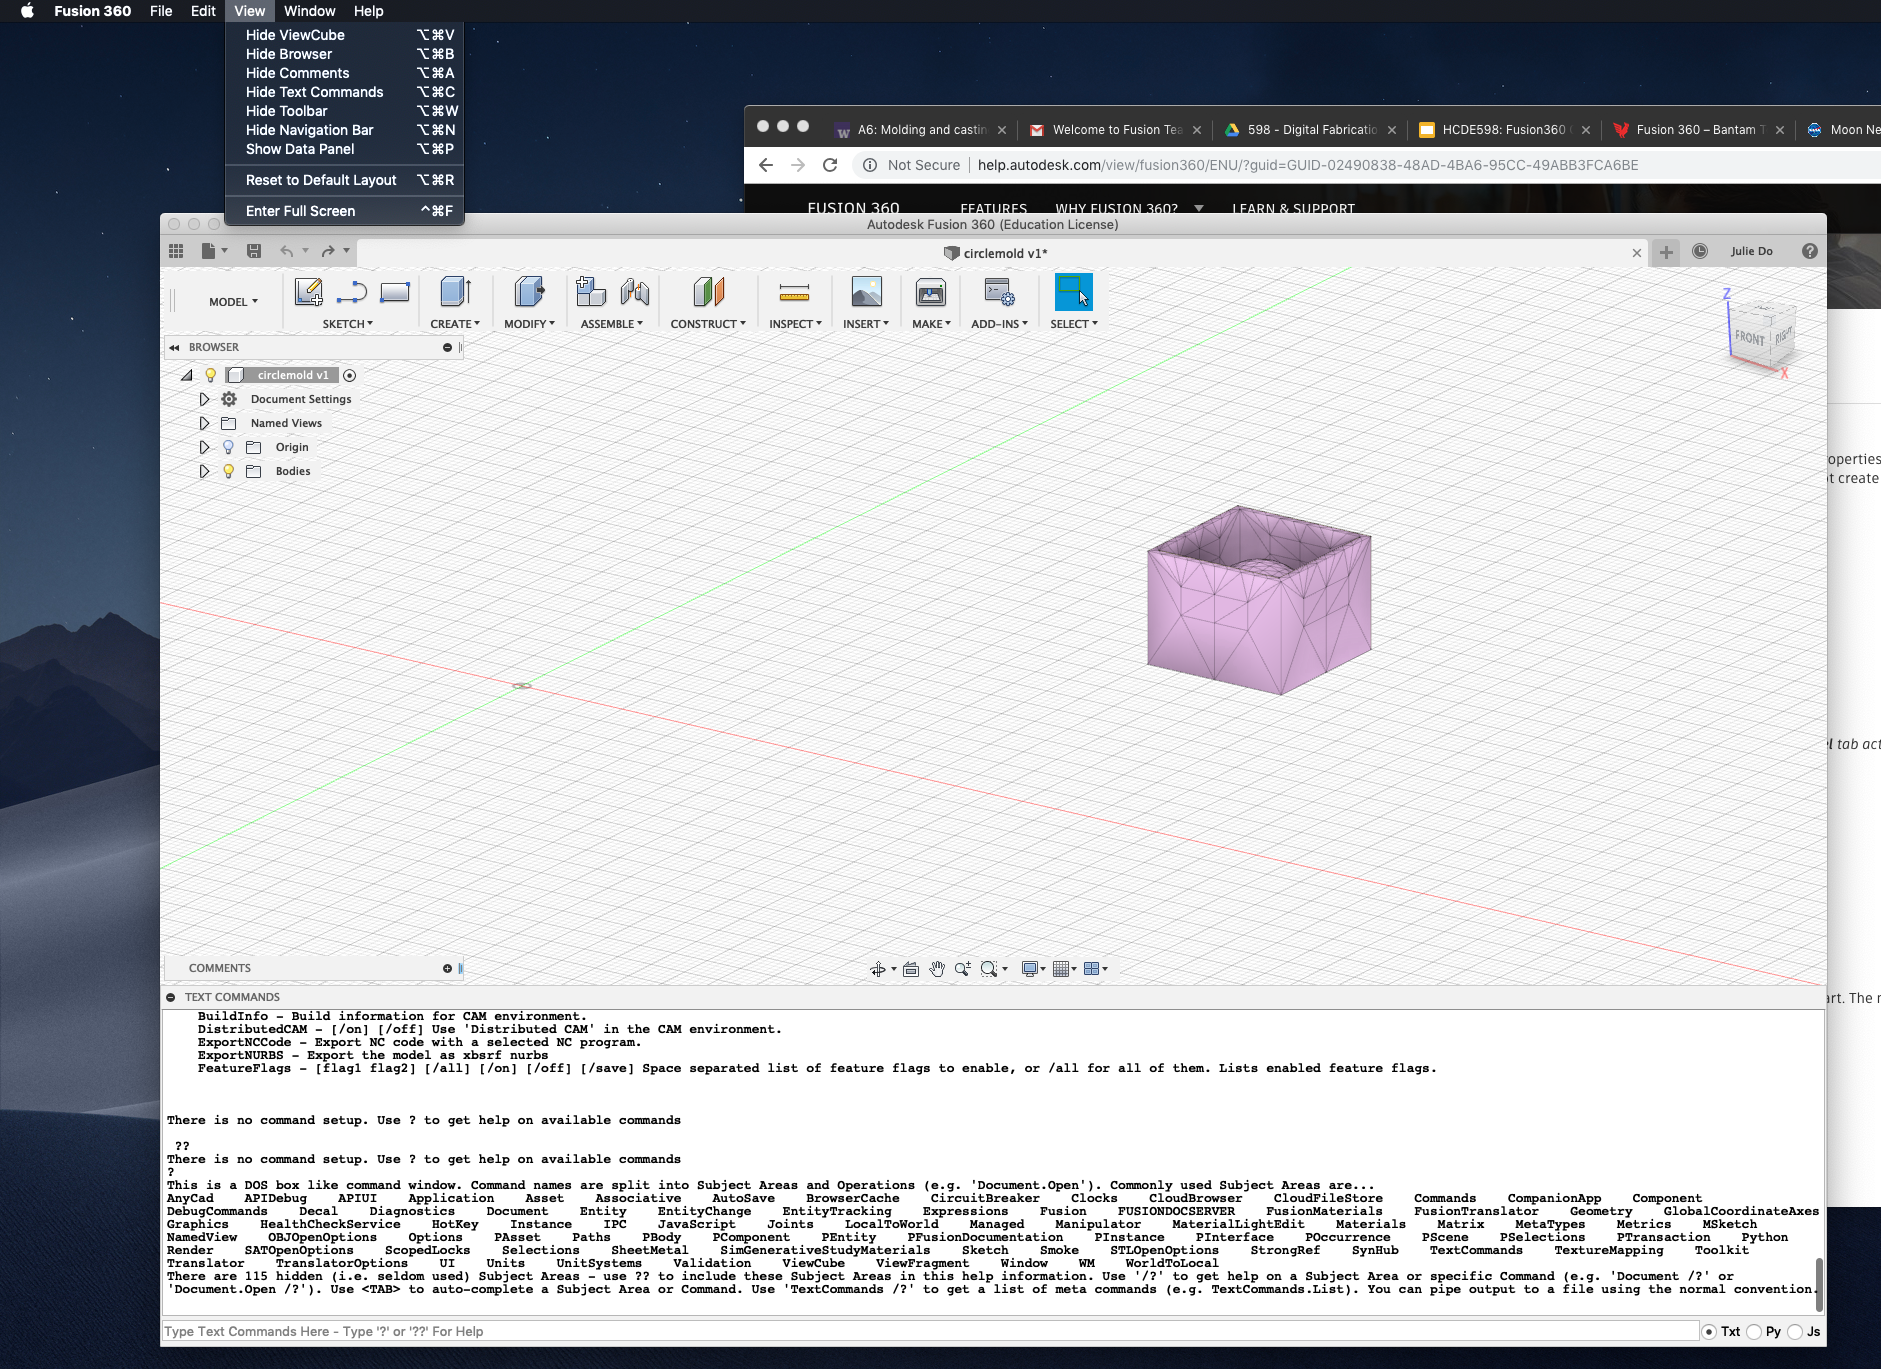 Fusion 360 File Edit View Window Help
Hide ViewCube ⌥⌘V
Hide Browser ⌥⌘B
Hide Comments ⌥⌘A
Hide Text Commands ⌥⌘C
Hide Toolbar ⌥⌘W
Hide Navigation Bar ⌥⌘N
Show Data Panel ⌥⌘P
Reset to Default Layout ⌥⌘R
Enter Full Screen ^⌘F
A6: Molding and castin Welcome to Fusion Tea 598 - Digital Fabricatio HCDE598: Fusion360 Fusion 360 – Bantam T Moon Ne
Not Secure | help.autodesk.com/view/fusion360/ENU/?guid=GUID-02490838-48AD-4BA6-95CC-49ABB3FCA6BE
FUSION 360 FEATURES WHY FUSION 360? LEARN & SUPPORT
Autodesk Fusion 360 (Education License)
circlemold v1* Julie Do
MODEL SKETCH CREATE MODIFY ASSEMBLE CONSTRUCT INSPECT INSERT MAKE ADD-INS SELECT
Z
FRONT RIGHT
X
BROWSER
circlemold v1
Document Settings
Named Views
Origin
Bodies
operties
t create
l tab act
art. The r
COMMENTS
TEXT COMMANDS
BuildInfo - Build information for CAM environment.
DistributedCAM - [/on] [/off] Use 'Distributed CAM' in the CAM environment.
ExportNCCode - Export NC code with a selected NC program.
ExportNURBS - Export the model as xbsrf nurbs
FeatureFlags - [flag1 flag2] [/all] [/on] [/off] [/save] Space separated list of feature flags to enable, or /all for all of them. Lists enabled feature flags.
There is no command setup. Use ? to get help on available commands
??
There is no command setup. Use ? to get help on available commands
?
This is a DOS box like command window. Command names are split into Subject Areas and Operations (e.g. 'Document.Open'). Commonly used Subject Areas are...
AnyCad APIDebug APIUI Application Asset Associative AutoSave BrowserCache CircuitBreaker Clocks CloudBrowser CloudFileStore Commands CompanionApp Component
DebugCommands Decal Diagnostics Document Entity EntityChange EntityTracking Expressions Fusion FUSIONDOCSERVER FusionMaterials FusionTranslator Geometry GlobalCoordinateAxes
Graphics HealthCheckService HotKey Instance IPC JavaScript Joints LocalToWorld Managed Manipulator MaterialLightEdit Materials Matrix MetaTypes Metrics MSketch
NamedView OBJOpenOptions Options PAsset Paths PBody PComponent PEntity PFusionDocumentation PInstance PInterface POccurrence PScene PSelections PTransaction Python
Render SATOpenOptions ScopedLocks Selections SheetMetal SimGenerativeStudyMaterials Sketch Smoke STLOpenOptions StrongRef SynHub TextCommands TextureMapping Toolkit
Translator TranslatorOptions UI Units UnitSystems Validation ViewCube ViewFragment Window WM WorldToLocal
There are 115 hidden (i.e. seldom used) Subject Areas - use ?? to include these Subject Areas in this help information. Use '/?' to get help on a Subject Area or specific Command (e.g. 'Document /?' or
'Document.Open /?'). Use <TAB> to auto-complete a Subject Area or Command. Use 'TextCommands /?' to get a list of meta commands (e.g. TextCommands.List). You can pipe output to a file using the normal convention.
Type Text Commands Here - Type '?' or '??' For Help Txt Py Js